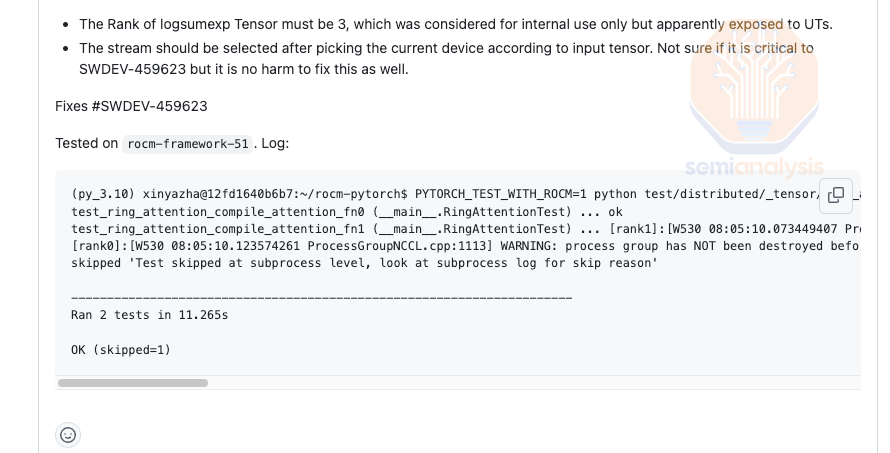 The Rank of logsumexp Tensor must be 3, which was considered for internal use only but apparently exposed to UTs.
The stream should be selected after picking the current device according to input tensor. Not sure if it is critical to
SWDEV-459623 but it is no harm to fix this as well.
Fixes #SWDEV-459623
Tested on rocm-framework-51 . Log:
semianalysis
(py_3.10) xinyazha@12fd1640b6b7:~/rocm-pytorch$ PYTORCH_TEST_WITH_ROCM=1 python test/distributed/_tensor/
test_ring_attention_compile_attention_fn0 (__main__.RingAttentionTest) ... ok
test_ring_attention_compile_attention_fn1 (__main__.RingAttentionTest) ... [rank1]:[W530 08:05:10.073449407 Pro
[rank0]:[W530 08:05:10.123574261 ProcessGroupNCCL.cpp:1113] WARNING: process group has NOT been destroyed befo
skipped 'Test skipped at subprocess level, look at subprocess log for skip reason'
----------------------------------------------------------------------
Ran 2 tests in 11.265s
OK (skipped=1)